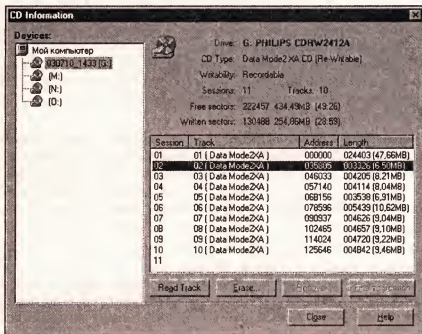 CD Information
Devices:
Мой компьютер
030710_1433 (G:)
(M:)
(N:)
(O:)
Drive: G: PHILIPS CDRW2412A
CD Type: Data Mode2 XA CD (Re-Writable)
Writability: Recordable
Sessions: 11 Tracks: 10
Free sectors: 222457 434,49MB (49:26)
Written sectors: 130488 254,86MB (28:59)
Session Track Address Length
01 01 ( Data Mode2XA ) 000000 024403 (47,66MB)
02 02 ( Data Mode2XA ) 035805 003326 (6,50MB)
03 03 ( Data Mode2XA ) 046033 004205 (8,21MB)
04 04 ( Data Mode2XA ) 057140 004114 (8,04MB)
05 05 ( Data Mode2XA ) 068156 003538 (6,91MB)
06 06 ( Data Mode2XA ) 078596 005439 (10,62MB)
07 07 ( Data Mode2XA ) 090937 004626 (9,04MB)
08 08 ( Data Mode2XA ) 102465 004657 (9,10MB)
09 09 ( Data Mode2XA ) 114024 004720 (9,22MB)
10 10 ( Data Mode2XA ) 125646 004842 (9,46MB)
11
Read Track Erase...
Close Help